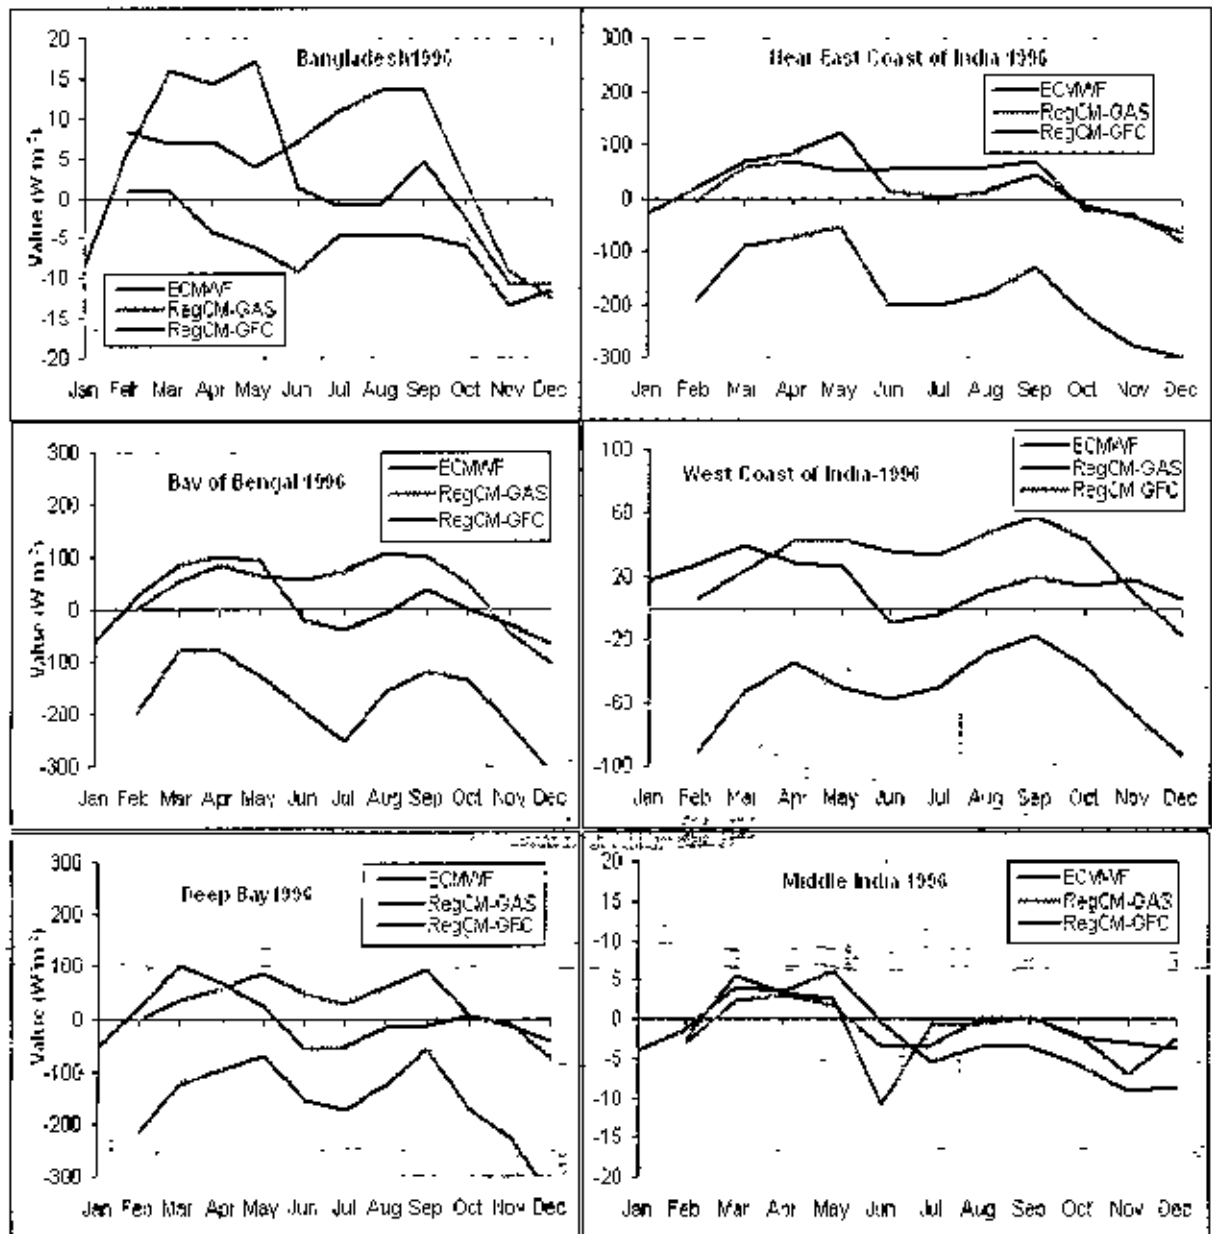 Bangladesh 1996
Value (W m-2)
20
15
10
5
0
-5
-10
-15
-20
ECMWF
RegCM-GAS
RegCM-GFC
Jan Feb Mar Apr May Jun Jul Aug Sep Oct Nov Dec
Near East Coast of India 1996
300
200
100
0
-100
-200
-300
ECMWF
RegCM-GAS
RegCM-GFC
Jan Feb Mar Apr May Jun Jul Aug Sep Oct Nov Dec
Bay of Bengal 1996
Value (W m-2)
300
200
100
0
-100
-200
-300
ECMWF
RegCM-GAS
RegCM-GFC
Jan Feb Mar Apr May Jun Jul Aug Sep Oct Nov Dec
West Coast of India-1996
100
60
20
-20
-60
-100
ECMWF
RegCM-GAS
RegCM-GFC
Jan Feb Mar Apr May Jun Jul Aug Sep Oct Nov Dec
Deep Bay 1996
Value (W m-2)
300
200
100
0
-100
-200
-300
ECMWF
RegCM-GAS
RegCM-GFC
Jan Feb Mar Apr May Jun Jul Aug Sep Oct Nov Dec
Middle India 1996
20
15
10
5
0
-5
-10
-15
-20
ECMWF
RegCM-GAS
RegCM-GFC
Jan Feb Mar Apr May Jun Jul Aug Sep Oct Nov Dec